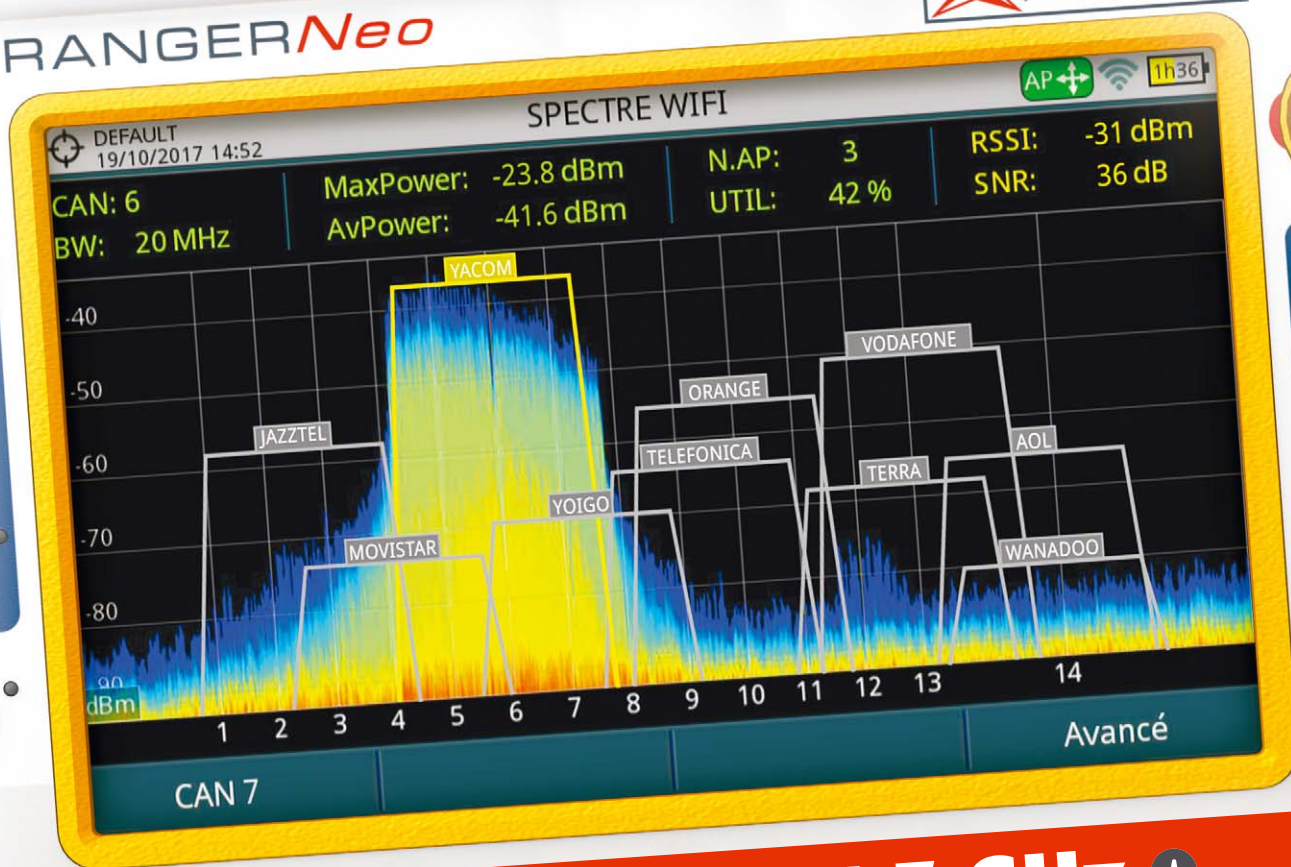 RANGERNeo
SPECTRE WIFI
AP
1h36
DEFAULT
19/10/2017 14:52
CAN: 6
BW: 20 MHz
MaxPower: -23.8 dBm
AvPower: -41.6 dBm
N.AP: 3
UTIL: 42 %
RSSI: -31 dBm
SNR: 36 dB
-40
-50
-60
-70
-80
-90
dBm
YACOM
VODAFONE
ORANGE
JAZZTEL
TELEFONICA
AOL
TERRA
YOIGO
MOVISTAR
WANADOO
1 2 3 4 5 6 7 8 9 10 11 12 13 14
CAN 7
Avancé